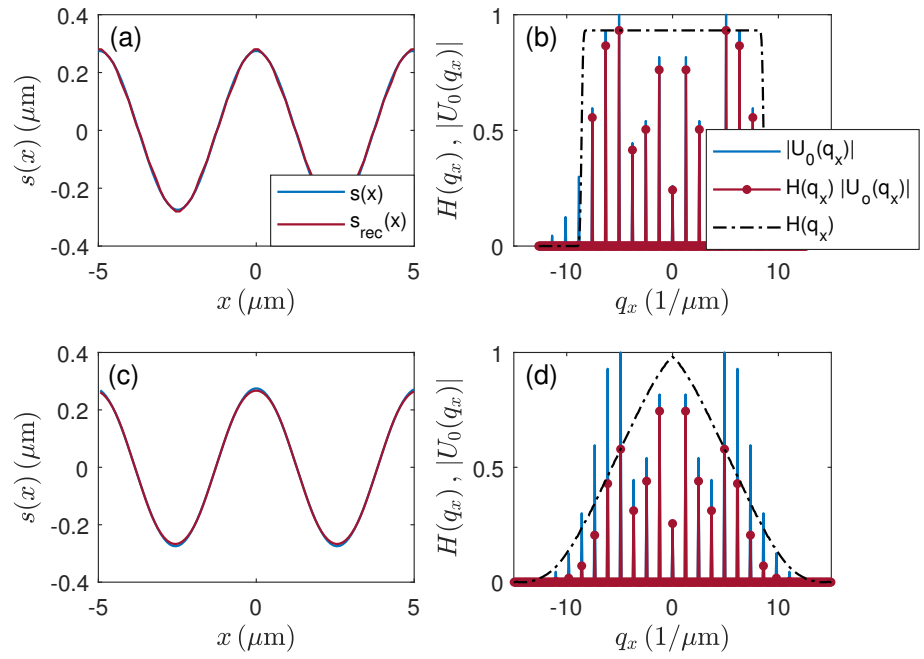 (a)
0.4
0.2
0
-0.2
-0.4
s(x) (μm)
-5
0
5
x (μm)
s(x)
s_rec(x)
(b)
1
0.5
0
H(q_x) , |U_0(q_x)|
-10
0
10
q_x (1/μm)
|U_0(q_x)|
H(q_x) |U_o(q_x)|
H(q_x)
(c)
0.4
0.2
0
-0.2
-0.4
s(x) (μm)
-5
0
5
x (μm)
(d)
1
0.5
0
H(q_x) , |U_0(q_x)|
-10
0
10
q_x (1/μm)